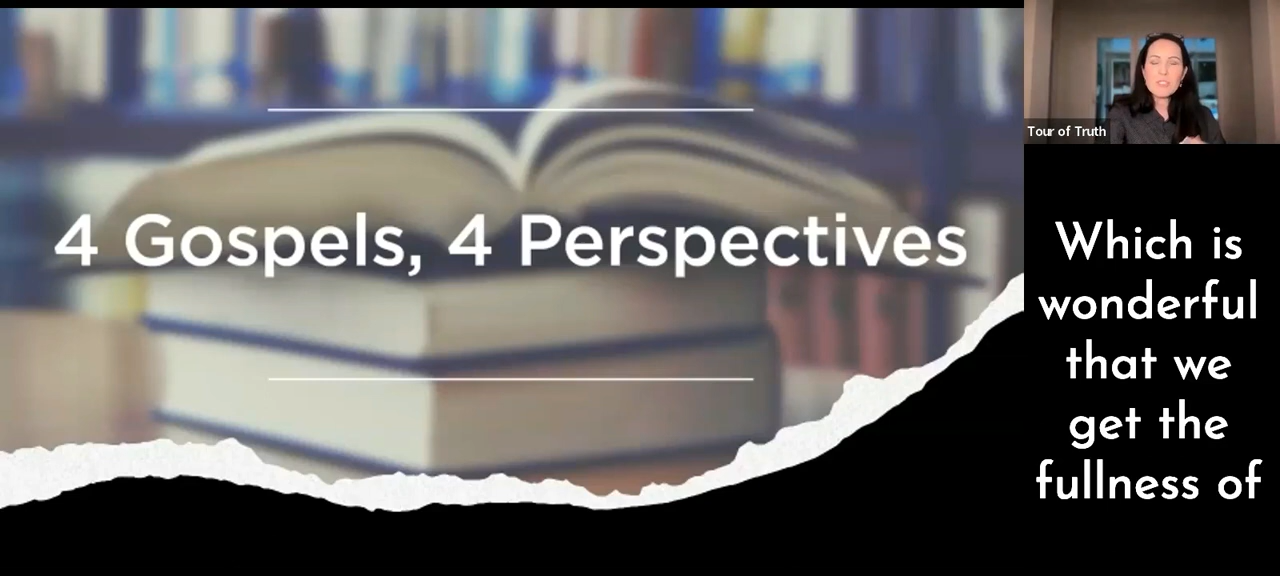 4 Gospels, 4 Perspectives
Tour of Truth
Which is
wonderful
that we
get the
fullness of